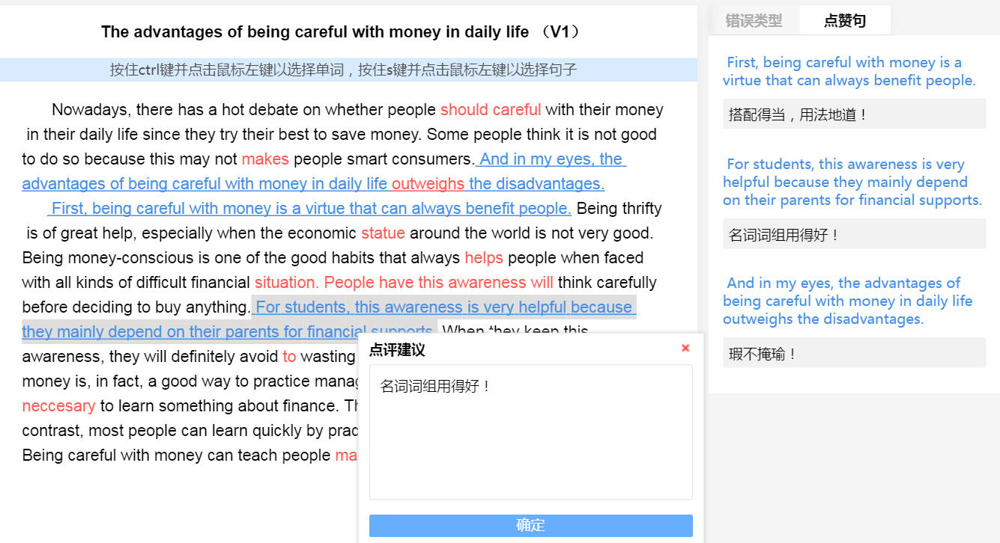 The advantages of being careful with money in daily life （V1）
按住ctrl键并点击鼠标左键以选择单词，按住s键并点击鼠标左键以选择句子
Nowadays, there has a hot debate on whether people should careful with their money
in their daily life since they try their best to save money. Some people think it is not good
to do so because this may not makes people smart consumers. And in my eyes, the
advantages of being careful with money in daily life outweighs the disadvantages.
First, being careful with money is a virtue that can always benefit people. Being thrifty
is of great help, especially when the economic statue around the world is not very good.
Being money-conscious is one of the good habits that always helps people when faced
with all kinds of difficult financial situation. People have this awareness will think carefully
before deciding to buy anything. For students, this awareness is very helpful because
they mainly depend on their parents for financial supports. When they keep this
awareness, they will definitely avoid to wasting
money is, in fact, a good way to practice
neccesary to learn something about finance.
contrast, most people can learn quickly by
Being careful with money can teach people
点评建议
名词词组用得好！
确定
错误类型
点赞句
First, being careful with money is a
virtue that can always benefit people.
搭配得当，用法地道！
For students, this awareness is very
helpful because they mainly depend
on their parents for financial supports.
名词词组用得好！
And in my eyes, the advantages of
being careful with money in daily life
outweighs the disadvantages.
瑕不掩瑜！